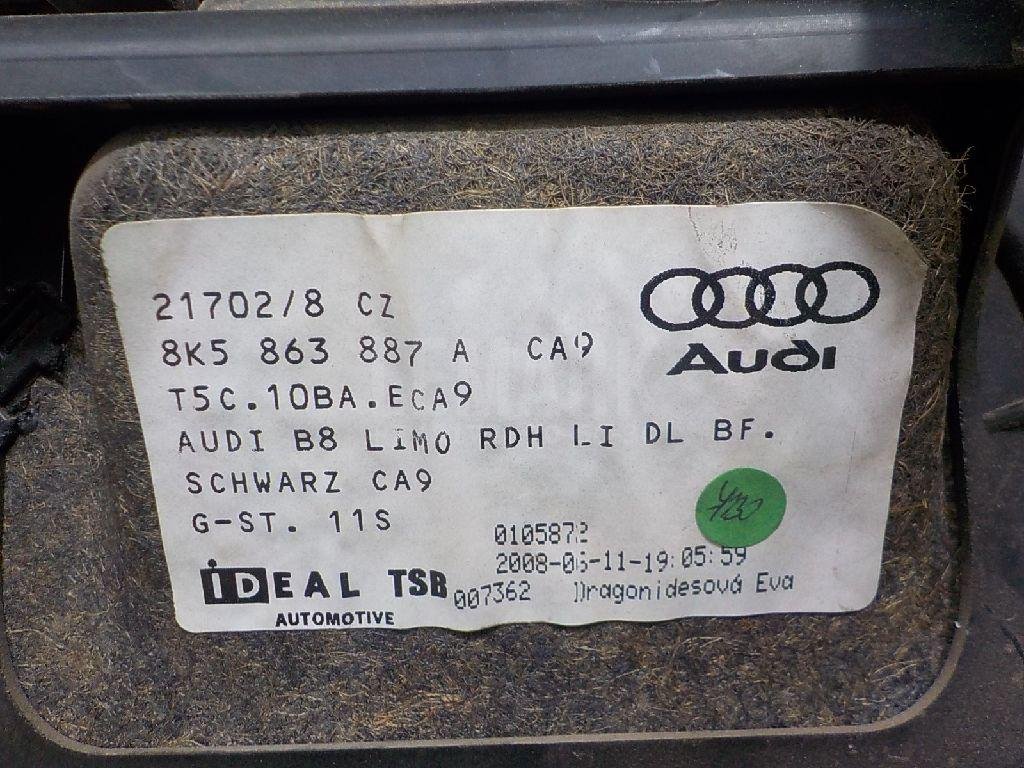 21702/8 CZ
8K5 863 887 A CA9
T5C.10BA.ECA9
AUDI B8 LIMO RDH LI DL BF.
SCHWARZ CA9
G-ST. 11S
Audi
0105872
2008-06-11-19:05:59
007362 Dragonidesová Eva
iDEAL TSB
AUTOMOTIVE